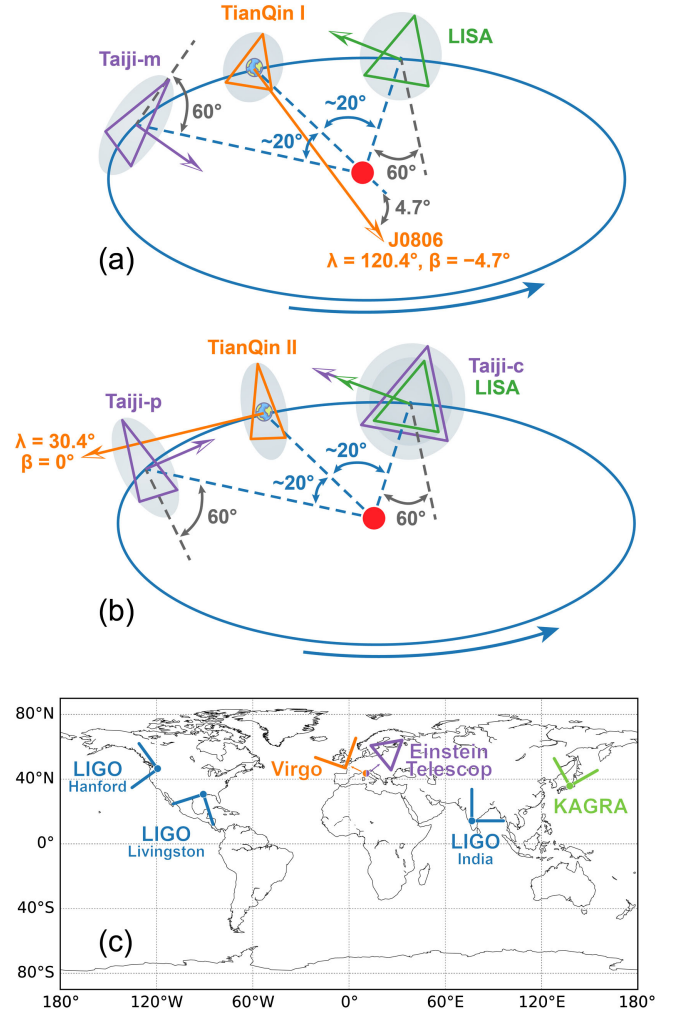 TianQin I
LISA
Taiji-m
60°
~20°
~20°
60°
4.7°
J0806
λ = 120.4°, β = −4.7°
(a)
TianQin II
Taiji-c
LISA
Taiji-p
λ = 30.4°
β = 0°
~20°
~20°
60°
60°
(b)
80°N
40°N
0°
40°S
80°S
LIGO
Hanford
LIGO
Livingston
Virgo
Einstein
Telescop
KAGRA
LIGO
India
(c)
180°
120°W
60°W
0°
60°E
120°E
180°